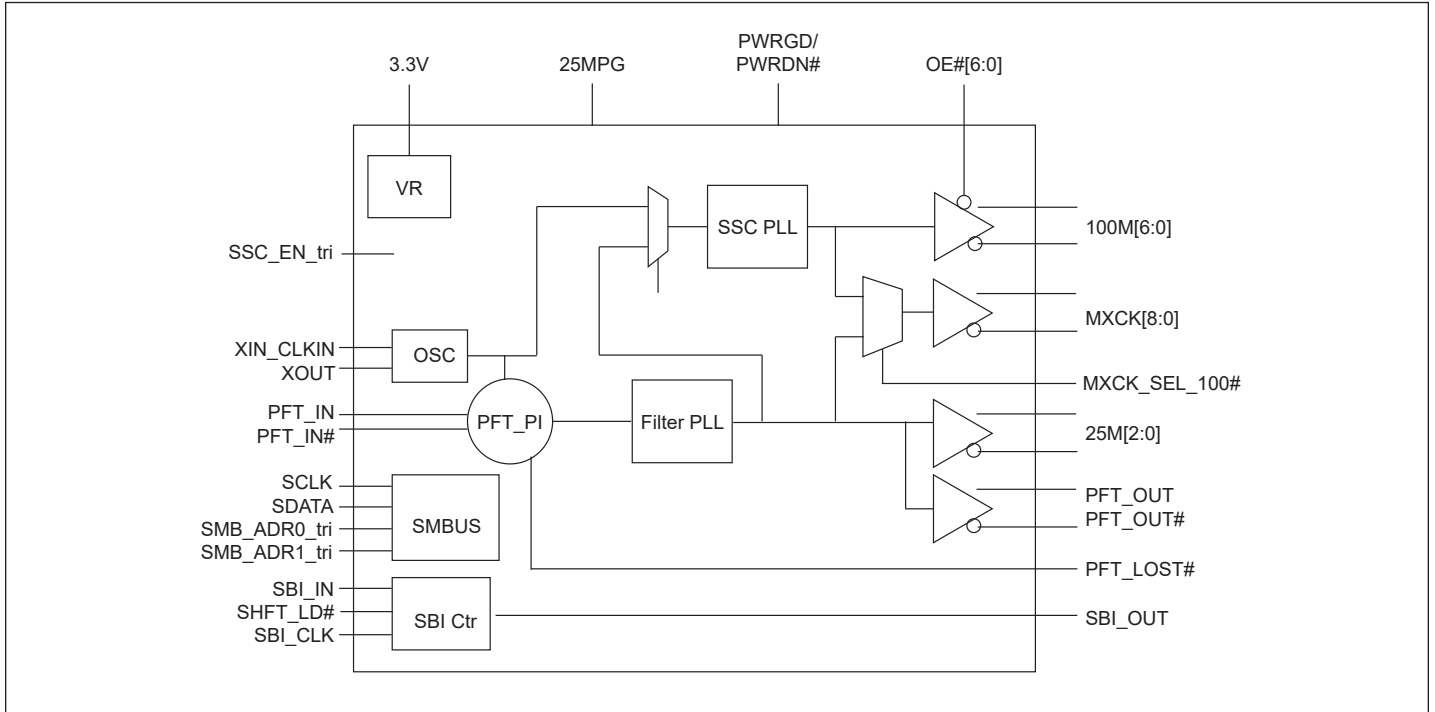 3.3V
25MPG
PWRGD/
PWRDN#
OE#[6:0]
VR
SSC PLL
100M[6:0]
SSC_EN_tri
MXCK[8:0]
XIN_CLKIN
XOUT
OSC
MXCK_SEL_100#
PFT_IN
PFT_IN#
PFT_PI
Filter PLL
25M[2:0]
SCLK
SDATA
SMB_ADR0_tri
SMB_ADR1_tri
SMBUS
PFT_OUT
PFT_OUT#
PFT_LOST#
SBI_IN
SHFT_LD#
SBI_CLK
SBI Ctr
SBI_OUT